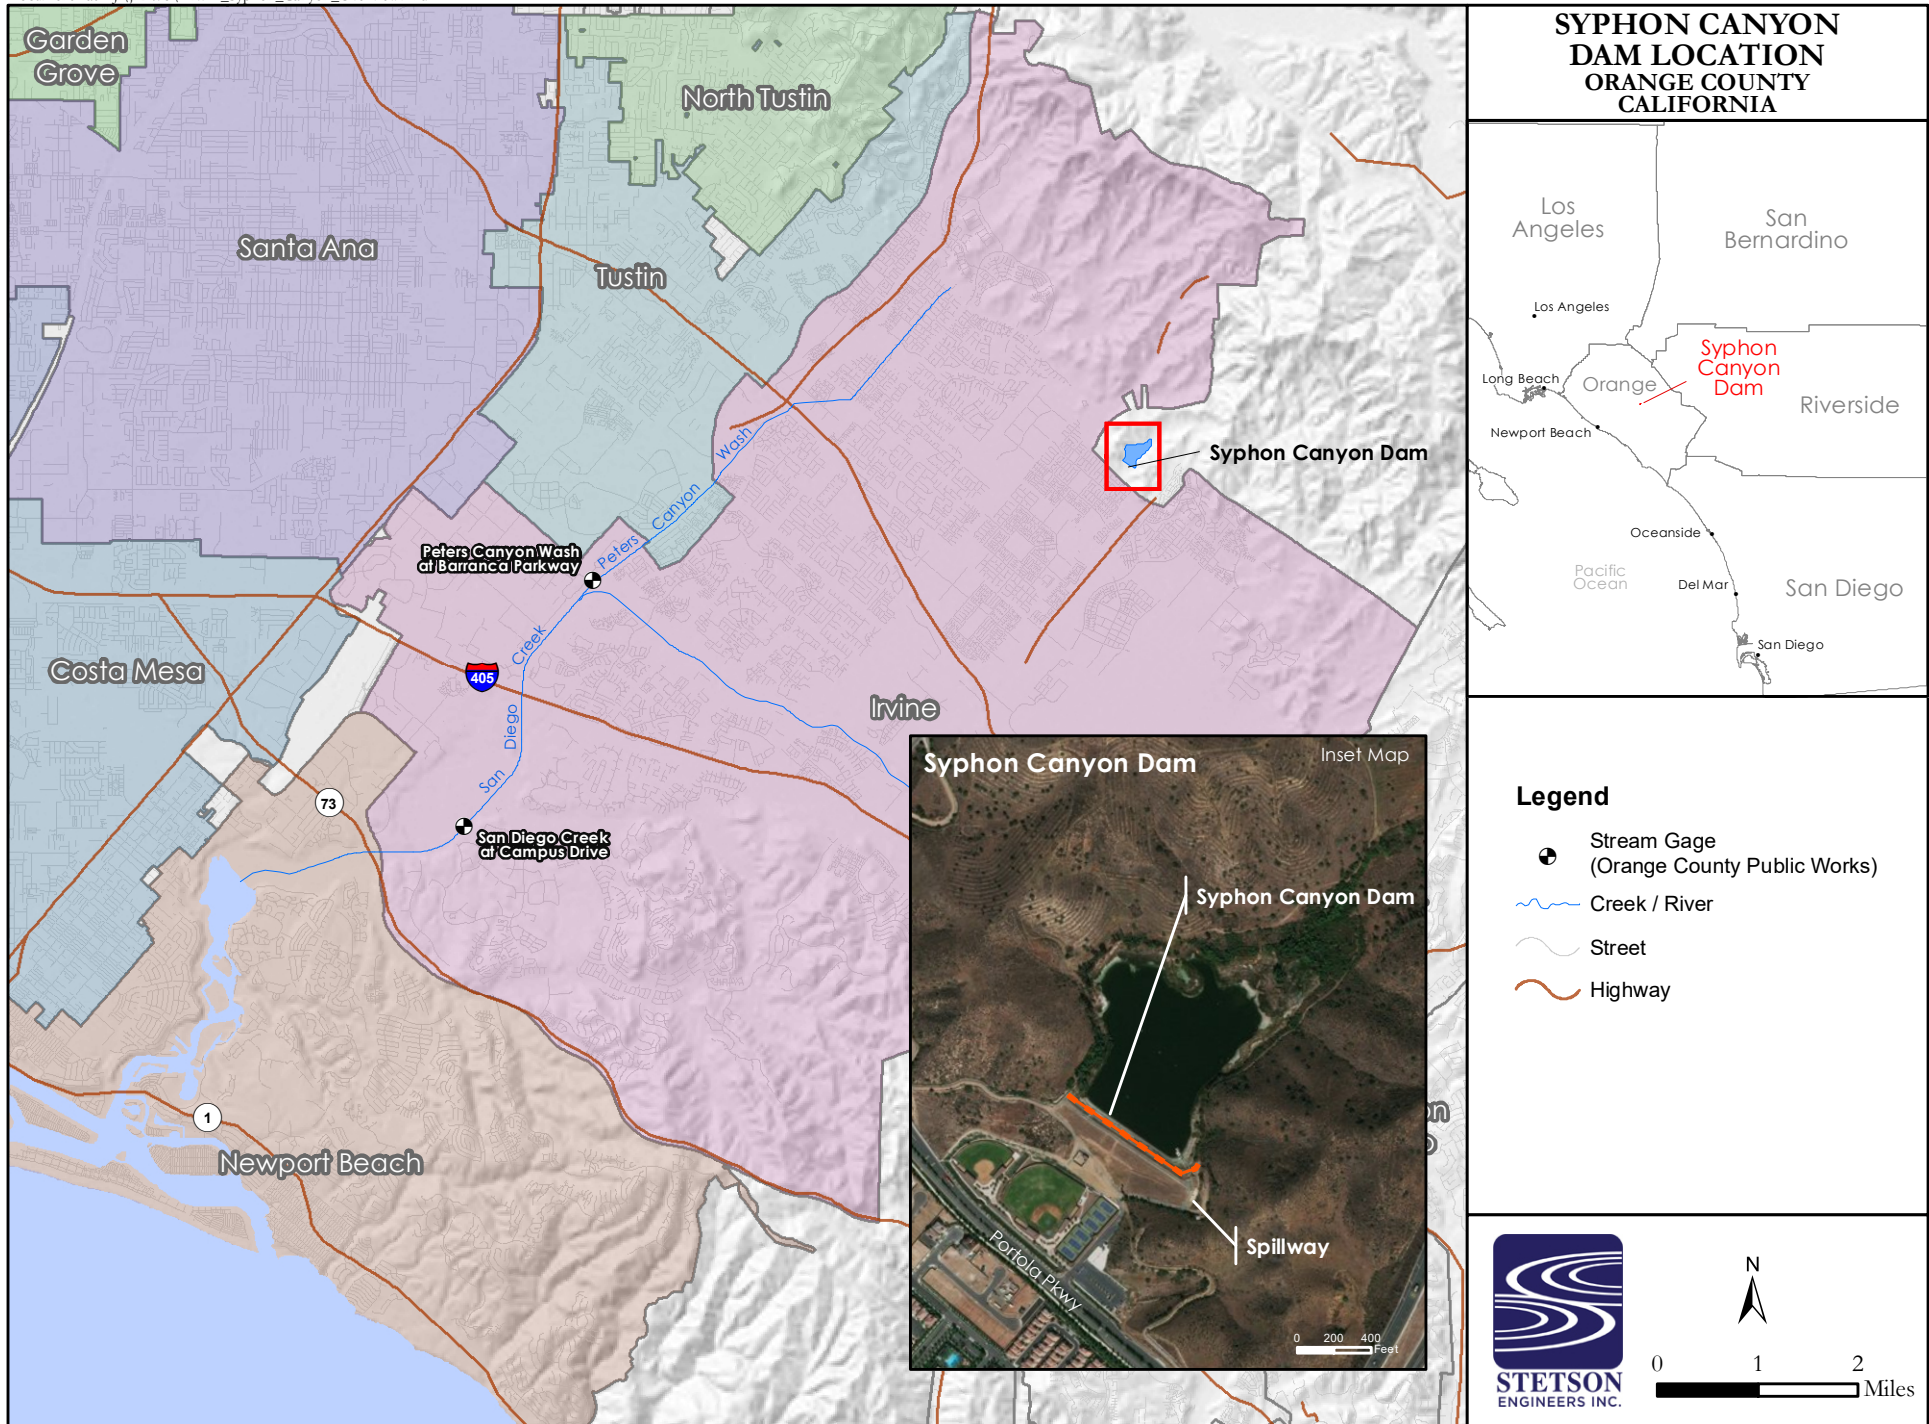 SYPHON CANYON
DAM LOCATION
ORANGE COUNTY
CALIFORNIA
Garden
Grove
North Tustin
Santa Ana
Tustin
Syphon Canyon Dam
Wash
Canyon
Peters
Peters Canyon Wash
at Barranca Parkway
Creek
Diego
San
Costa Mesa
405
Irvine
73
San Diego Creek
at Campus Drive
1
Newport Beach
Syphon Canyon Dam
Inset Map
Syphon Canyon Dam
Spillway
Portola Pkwy
0 200 400
Feet
Los
Angeles
San
Bernardino
Los Angeles
Syphon
Canyon
Dam
Long Beach
Orange
Riverside
Newport Beach
Oceanside
Pacific
Ocean
Del Mar
San Diego
San Diego
Legend
Stream Gage
(Orange County Public Works)
Creek / River
Street
Highway
STETSON
ENGINEERS INC.
N
0 1 2
Miles